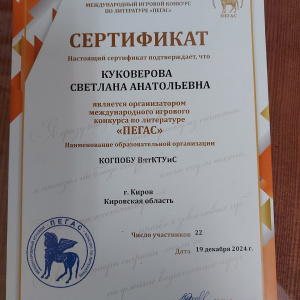 МЕЖДУНАРОДНЫЙ ИГРОВОЙ КОНКУРС
ПО ЛИТЕРАТУРЕ «ПЕГАС»
ПЕГАС
СЕРТИФИКАТ
Настоящий сертификат подтверждает, что
КУКОВЕРОВА
СВЕТЛАНА АНАТОЛЬЕВНА
является организатором
международного игрового
конкурса по литературе
«ПЕГАС»
Наименование образовательной организации
КОГПОБУ ВятКТУиС
г. Киров
Кировская область
Число участников 22
Дата 19 декабря 2024 г.
ПЕГАС